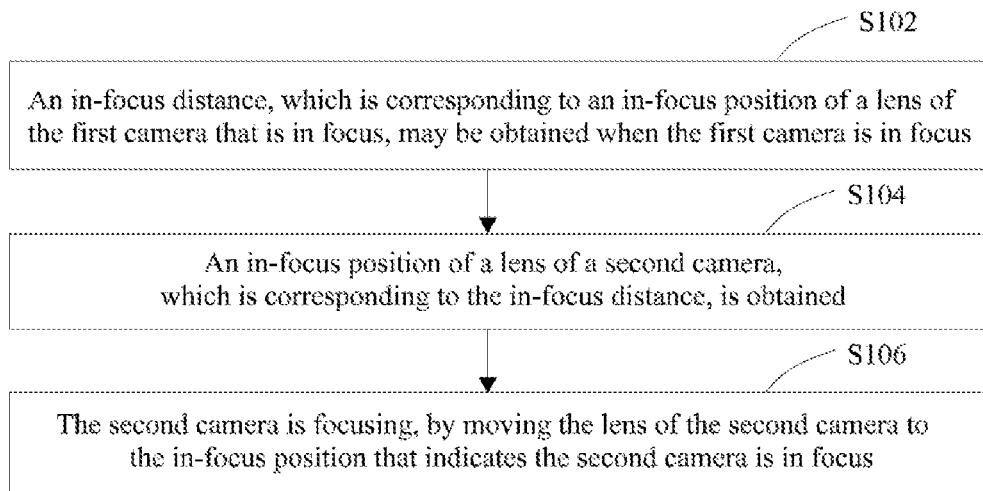 S102
An in-focus distance, which is corresponding to an in-focus position of a lens of
the first camera that is in focus, may be obtained when the first camera is in focus
S104
An in-focus position of a lens of a second camera,
which is corresponding to the in-focus distance, is obtained
S106
The second camera is focusing, by moving the lens of the second camera to
the in-focus position that indicates the second camera is in focus